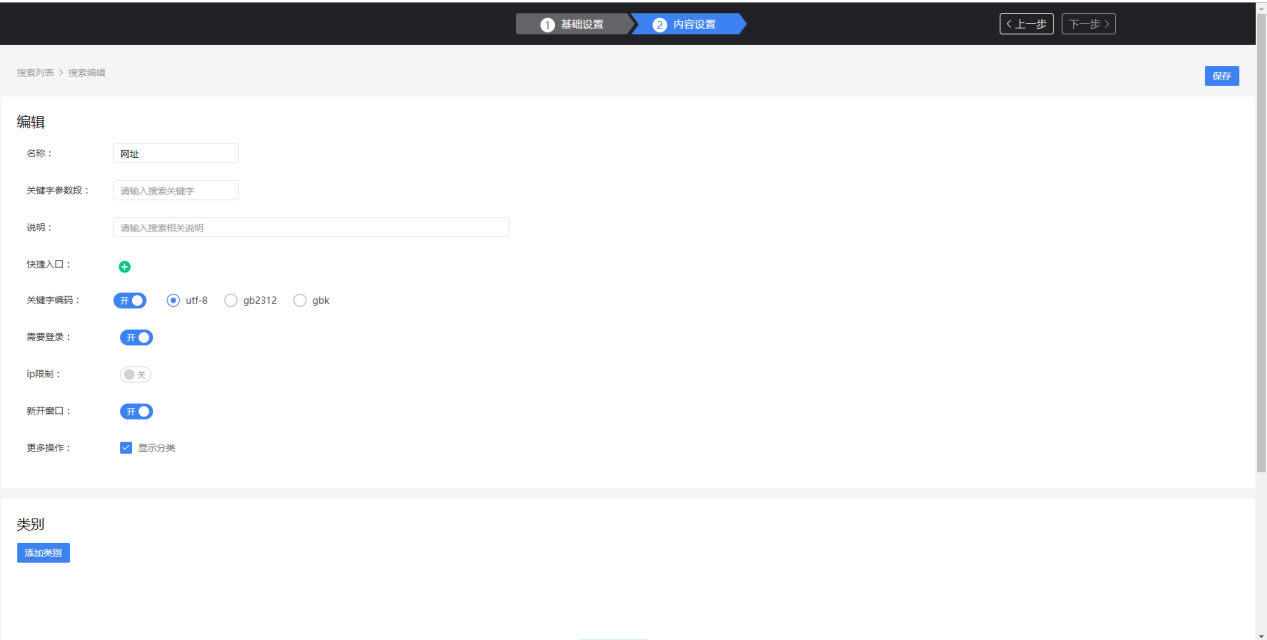 1 基础设置 2 内容设置 < 上一步 下一步 >
搜索列表 > 搜索编辑 保存
编辑
名称： 网址
关键字参数段： 请输入搜索关键字
说明： 请输入搜索相关说明
快捷入口：
关键字编码： 开 utf-8 gb2312 gbk
需要登录： 开
ip限制： 关
新开窗口： 开
更多操作： 显示分类
类别
添加类别